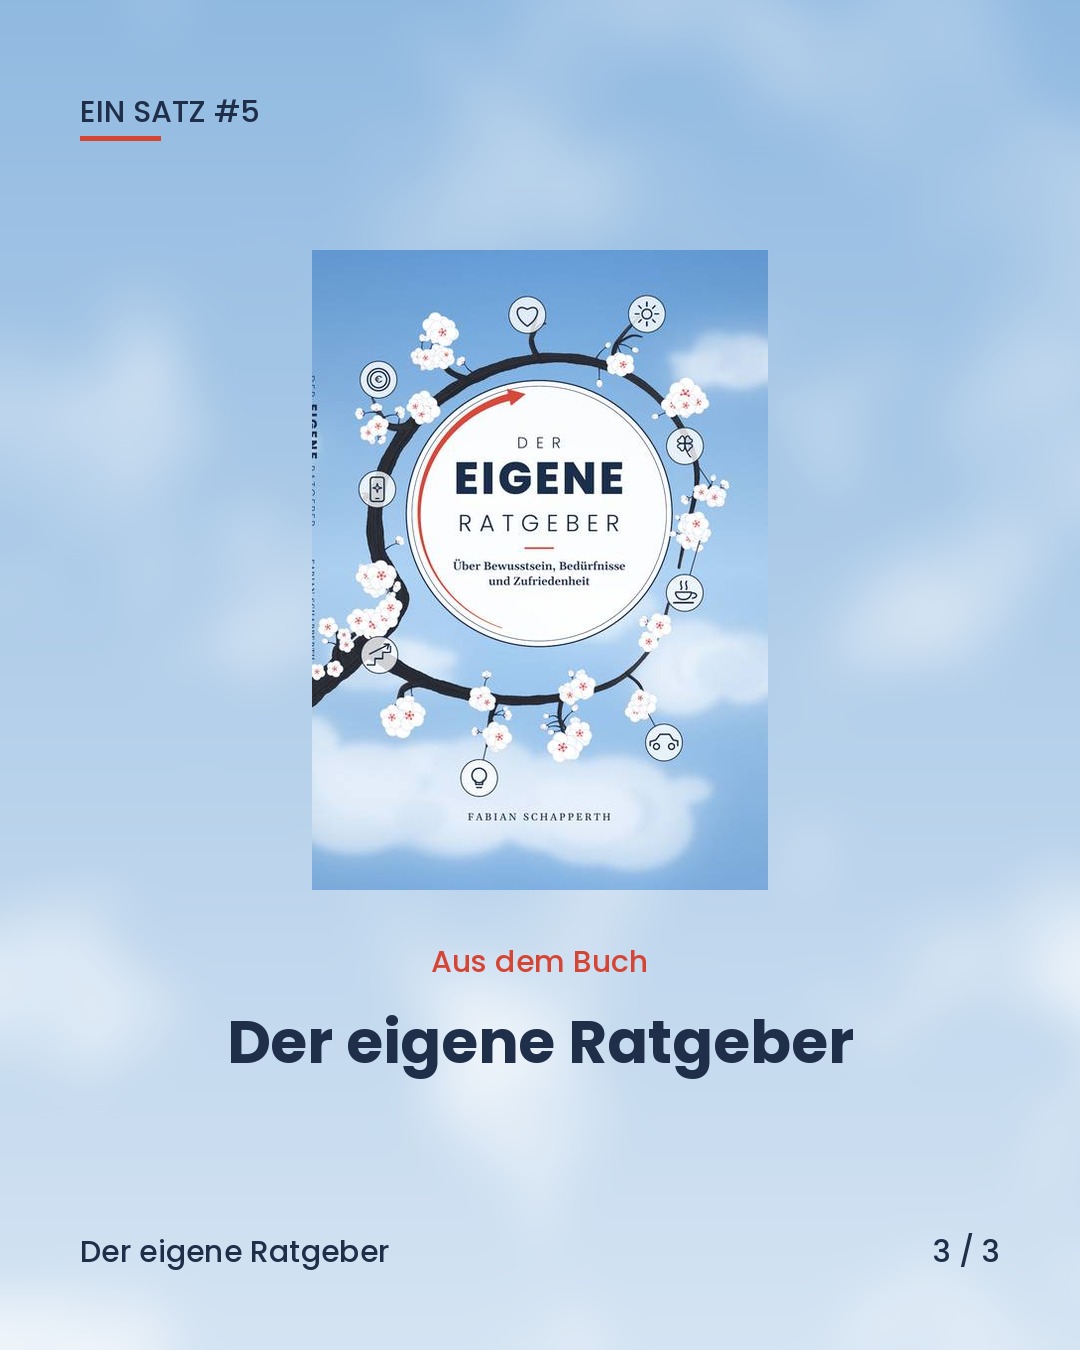 EIN SATZ #5
DER
EIGENE
RATGEBER
Über Bewusstsein, Bedürfnisse
und Zufriedenheit
FABIAN SCHAPPERTH
Aus dem Buch
Der eigene Ratgeber
Der eigene Ratgeber
3 / 3